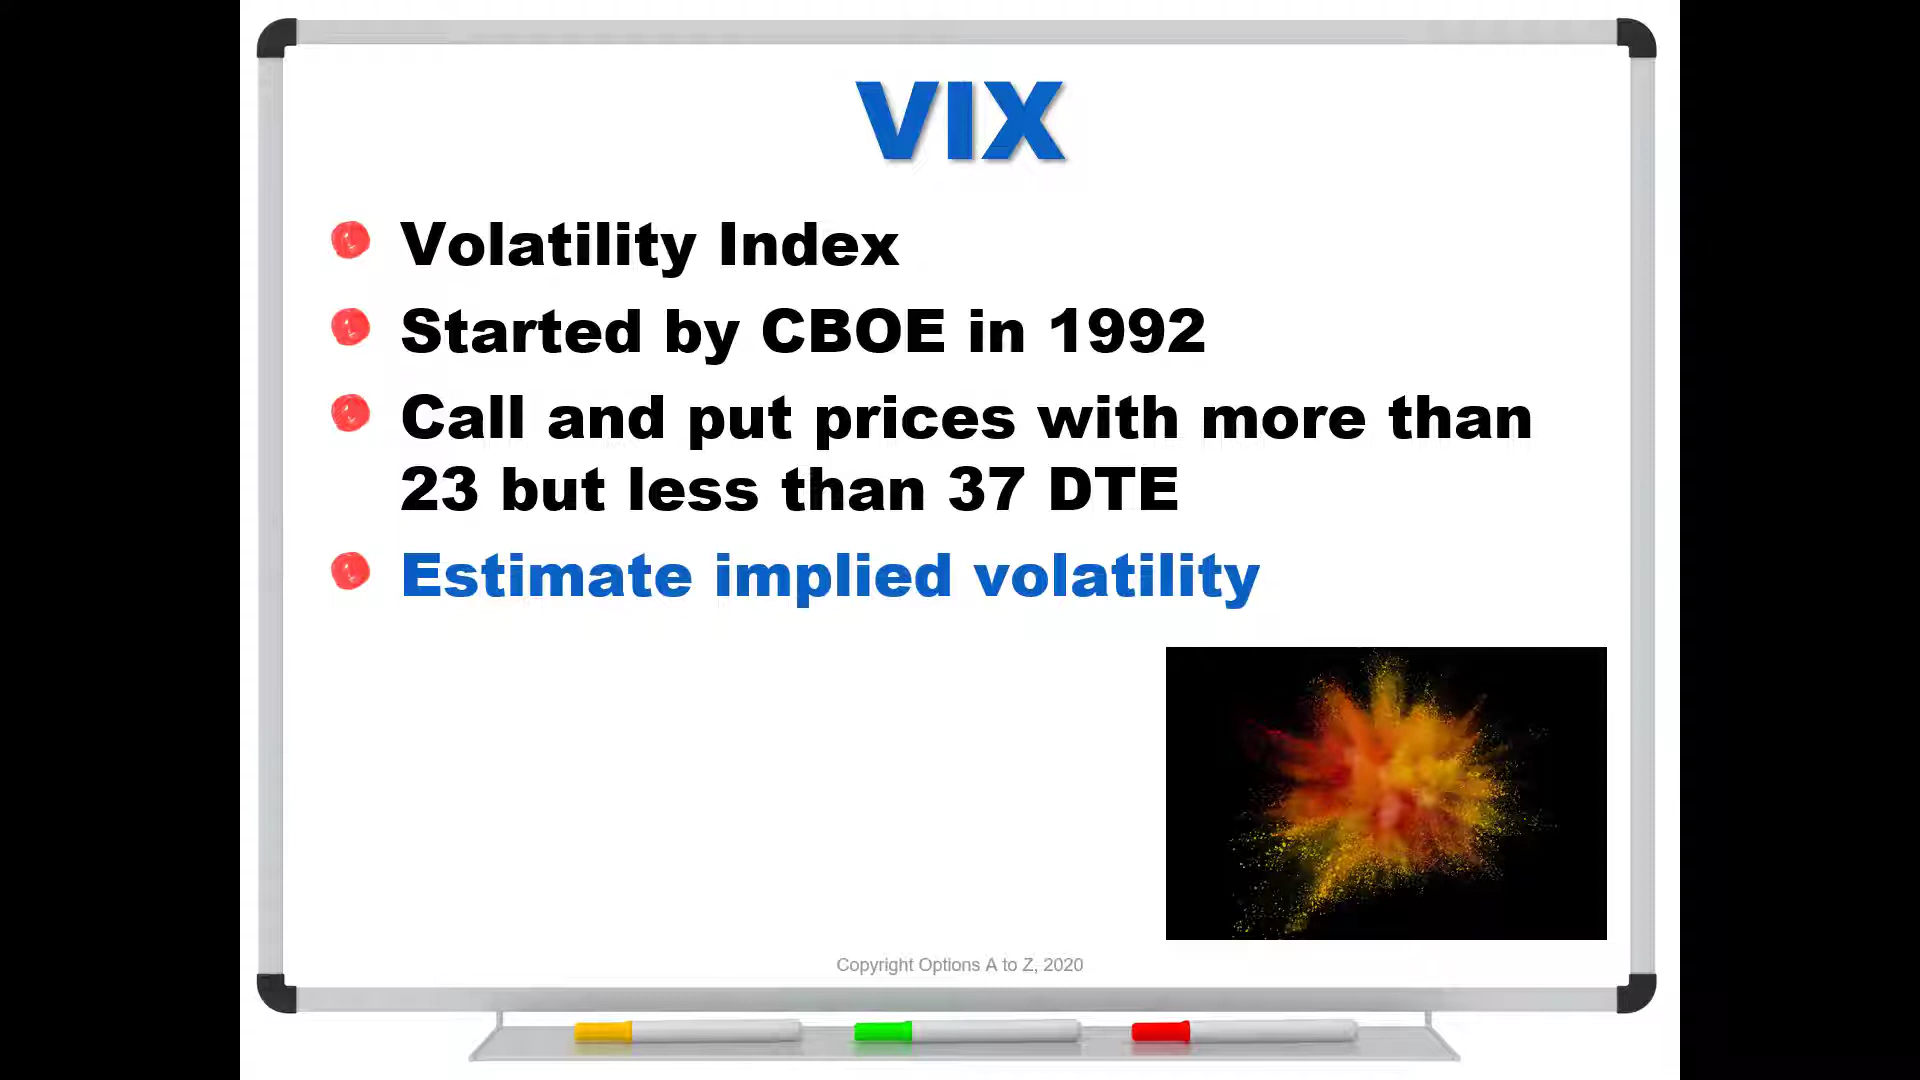 VIX
Volatility Index
Started by CBOE in 1992
Call and put prices with more than
23 but less than 37 DTE
Estimate implied volatility
Copyright Options A to Z, 2020